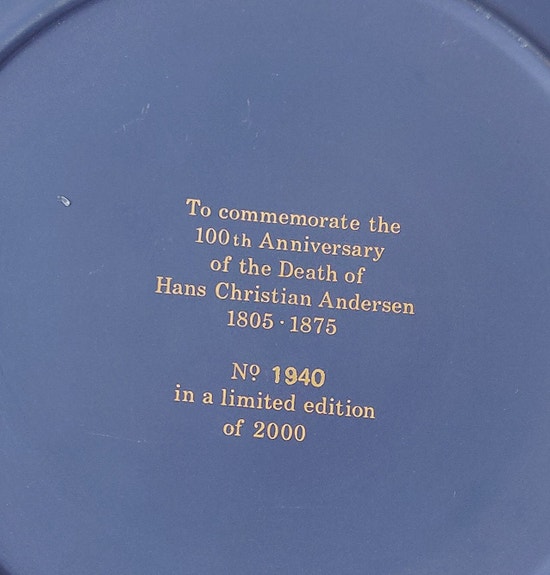 To commemorate the
100th Anniversary
of the Death of
Hans Christian Andersen
1805 · 1875
Nº 1940
in a limited edition
of 2000